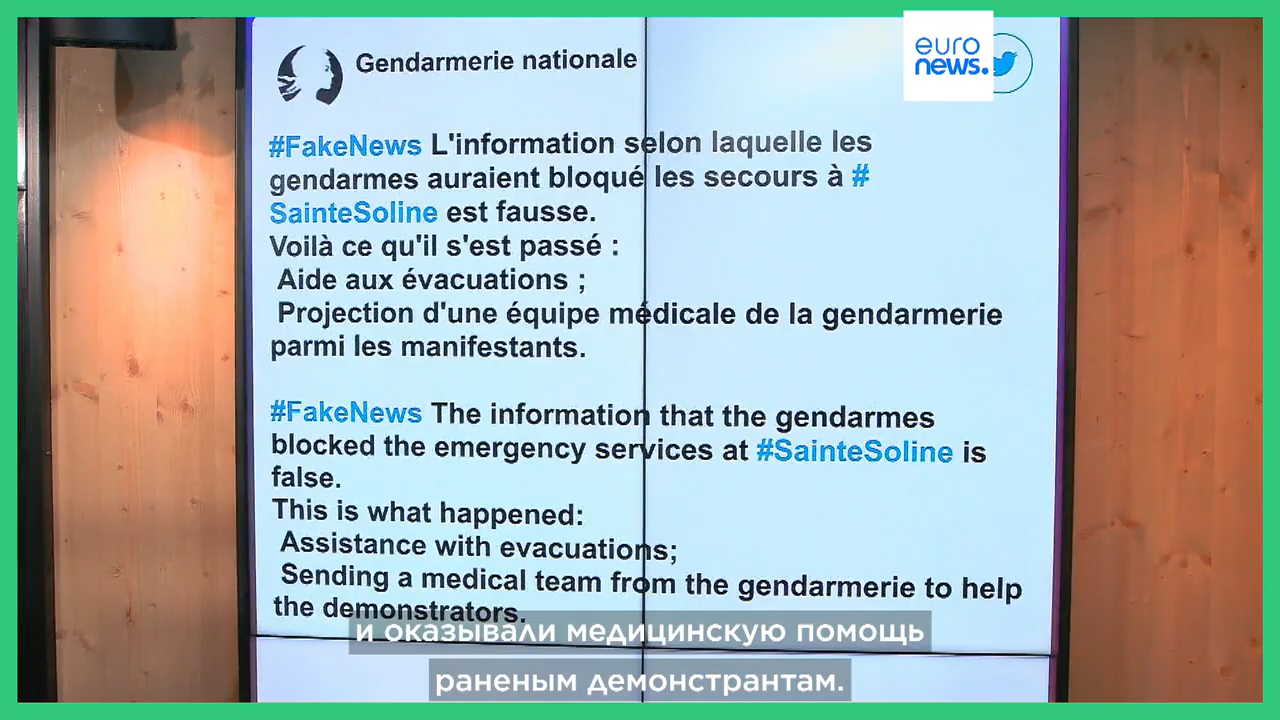 Gendarmerie nationale
euro
news.
#FakeNews L'information selon laquelle les
gendarmes auraient bloqué les secours à #
SainteSoline est fausse.
Voilà ce qu'il s'est passé :
Aide aux évacuations ;
Projection d'une équipe médicale de la gendarmerie
parmi les manifestants.
#FakeNews The information that the gendarmes
blocked the emergency services at #SainteSoline is
false.
This is what happened:
Assistance with evacuations;
Sending a medical team from the gendarmerie to help
the demonstrators.
и оказывали медицинскую помощь
раненым демонстрантам.